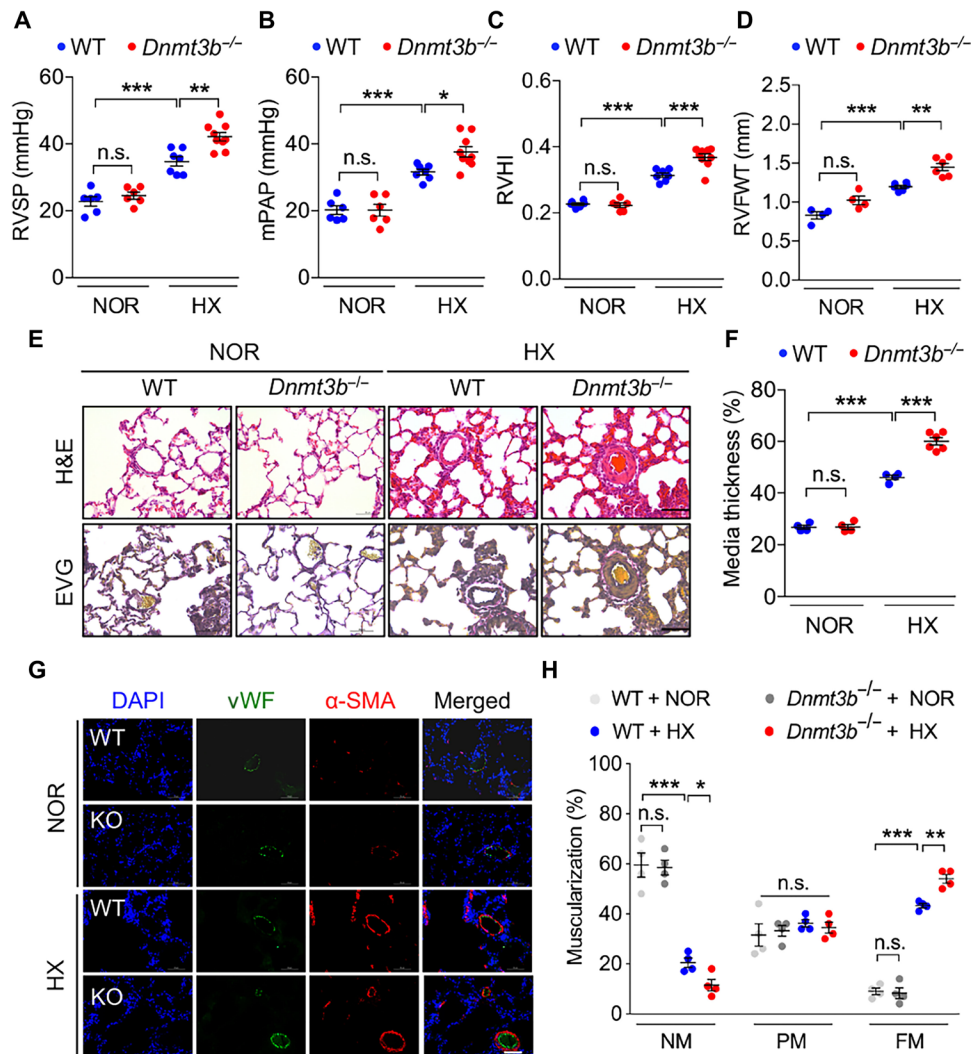 A
WT Dnmt3b–/–
RVSP (mmHg)
60
40
20
0
***
**
n.s.
NOR HX
B
WT Dnmt3b–/–
mPAP (mmHg)
60
40
20
0
***
*
n.s.
NOR HX
C
WT Dnmt3b–/–
RVHI
0.6
0.4
0.2
0.0
***
***
n.s.
NOR HX
D
WT Dnmt3b–/–
RVFWT (mm)
2.0
1.5
1.0
0.5
0.0
***
**
n.s.
NOR HX
E
NOR HX
WT Dnmt3b–/– WT Dnmt3b–/–
H&E
EVG
F
WT Dnmt3b–/–
Media thickness (%)
80
60
40
20
0
***
***
n.s.
NOR HX
G
DAPI vWF α-SMA Merged
NOR
WT
KO
HX
WT
KO
H
WT + NOR Dnmt3b–/– + NOR
WT + HX Dnmt3b–/– + HX
Muscularization (%)
100
80
60
40
20
0
***
*
n.s.
n.s.
***
**
n.s.
NM PM FM